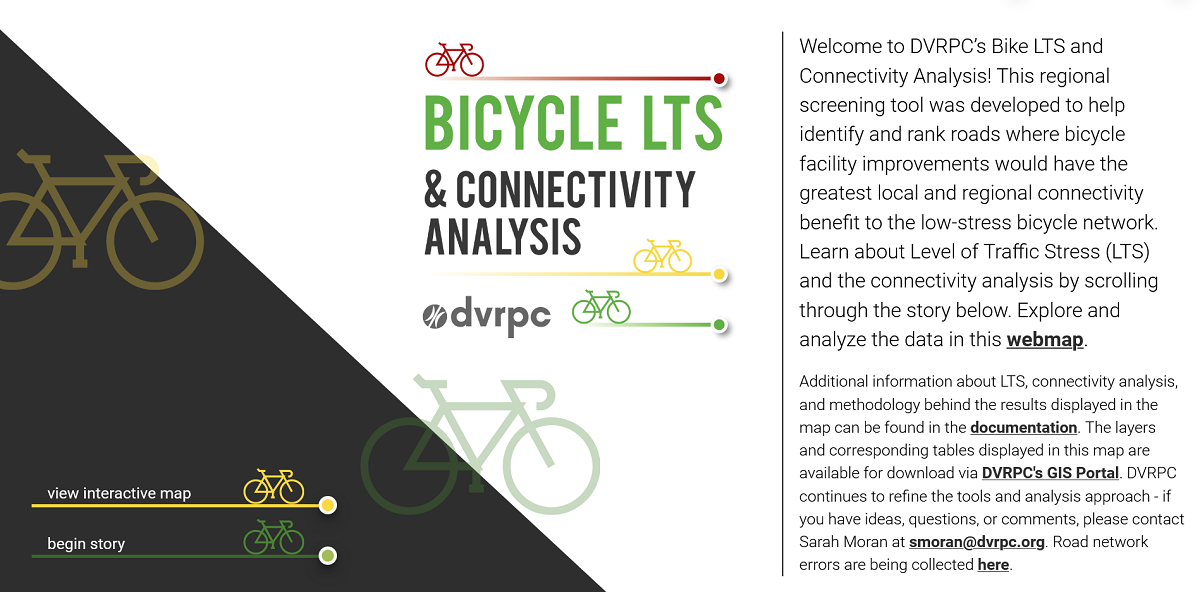 BICYCLE LTS
& CONNECTIVITY
ANALYSIS
dvrpc
view interactive map
begin story
Welcome to DVRPC’s Bike LTS and
Connectivity Analysis! This regional
screening tool was developed to help
identify and rank roads where bicycle
facility improvements would have the
greatest local and regional connectivity
benefit to the low-stress bicycle network.
Learn about Level of Traffic Stress (LTS)
and the connectivity analysis by scrolling
through the story below. Explore and
analyze the data in this webmap.
Additional information about LTS, connectivity analysis,
and methodology behind the results displayed in the
map can be found in the documentation. The layers
and corresponding tables displayed in this map are
available for download via DVRPC's GIS Portal. DVRPC
continues to refine the tools and analysis approach - if
you have ideas, questions, or comments, please contact
Sarah Moran at smoran@dvrpc.org. Road network
errors are being collected here.